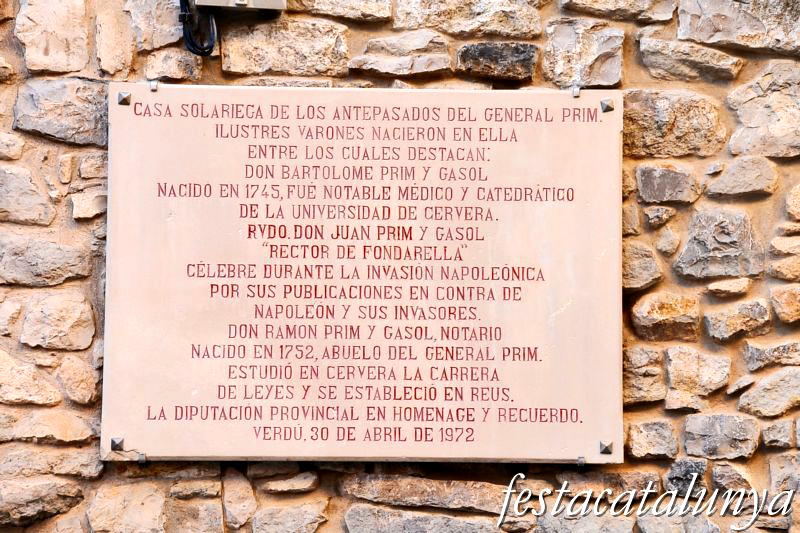 CASA SOLARIEGA DE LOS ANTEPASADOS DEL GENERAL PRIM.
ILUSTRES VARONES NACIERON EN ELLA
ENTRE LOS CUALES DESTACAN:
DON BARTOLOME PRIM Y GASOL
NACIDO EN 1745, FUÉ NOTABLE MÉDICO Y CATEDRÁTICO
DE LA UNIVERSIDAD DE CERVERA.
RVDO. DON JUAN PRIM Y GASOL
"RECTOR DE FONDARELLA"
CÉLEBRE DURANTE LA INVASIÓN NAPOLEÓNICA
POR SUS PUBLICACIONES EN CONTRA DE
NAPOLEÓN Y SUS INVASORES.
DON RAMON PRIM Y GASOL, NOTARIO
NACIDO EN 1752, ABUELO DEL GENERAL PRIM.
ESTUDIÓ EN CERVERA LA CARRERA
DE LEYES Y SE ESTABLECIÓ EN REUS.
LA DIPUTACIÓN PROVINCIAL EN HOMENAGE Y RECUERDO.
VERDÚ, 30 DE ABRIL DE 1972
festacatalunya